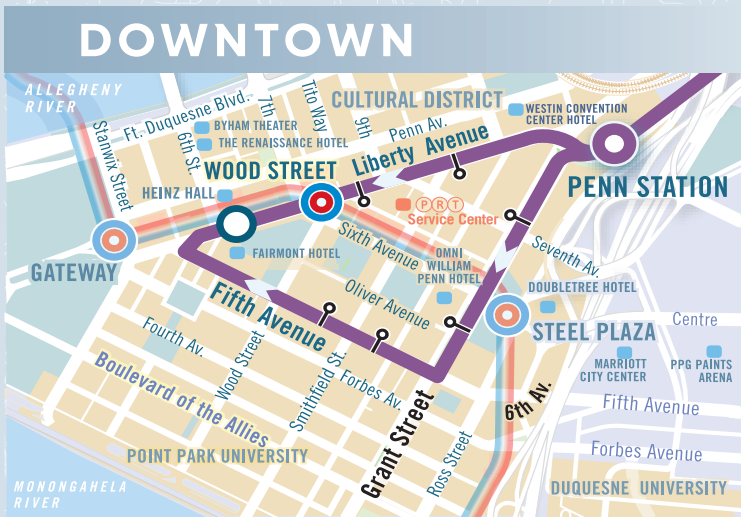 DOWNTOWN
ALLEGHENY
RIVER
Stanwix Street
Ft. Duquesne Blvd.
7th
Tito Way
CULTURAL DISTRICT
BYHAM THEATER
6th St.
THE RENAISSANCE HOTEL
9th
Penn Av.
WESTIN CONVENTION
CENTER HOTEL
WOOD STREET
Liberty Avenue
PENN STATION
HEINZ HALL
PRT
Service Center
Sixth Avenue
GATEWAY
FAIRMONT HOTEL
OMNI
WILLIAM
PENN HOTEL
Seventh Av.
Fifth Avenue
Oliver Avenue
DOUBLETREE HOTEL
STEEL PLAZA
Centre
Fourth Av.
Wood Street
Smithfield St.
Forbes Av.
MARRIOTT
CITY CENTER
PPG PAINTS
ARENA
Boulevard of the Allies
Grant Street
6th Av.
Fifth Avenue
POINT PARK UNIVERSITY
Ross Street
Forbes Avenue
MONONGAHELA
RIVER
DUQUESNE UNIVERSITY